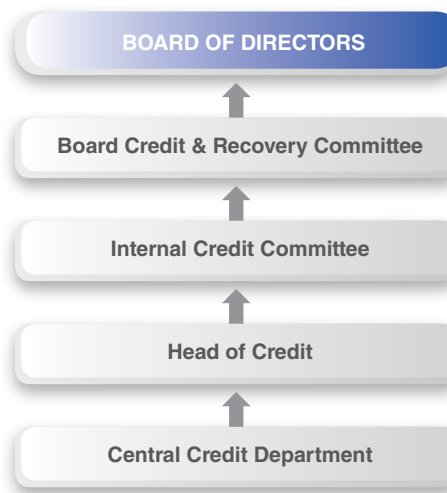 BOARD OF DIRECTORS
Board Credit & Recovery Committee
Internal Credit Committee
Head of Credit
Central Credit Department